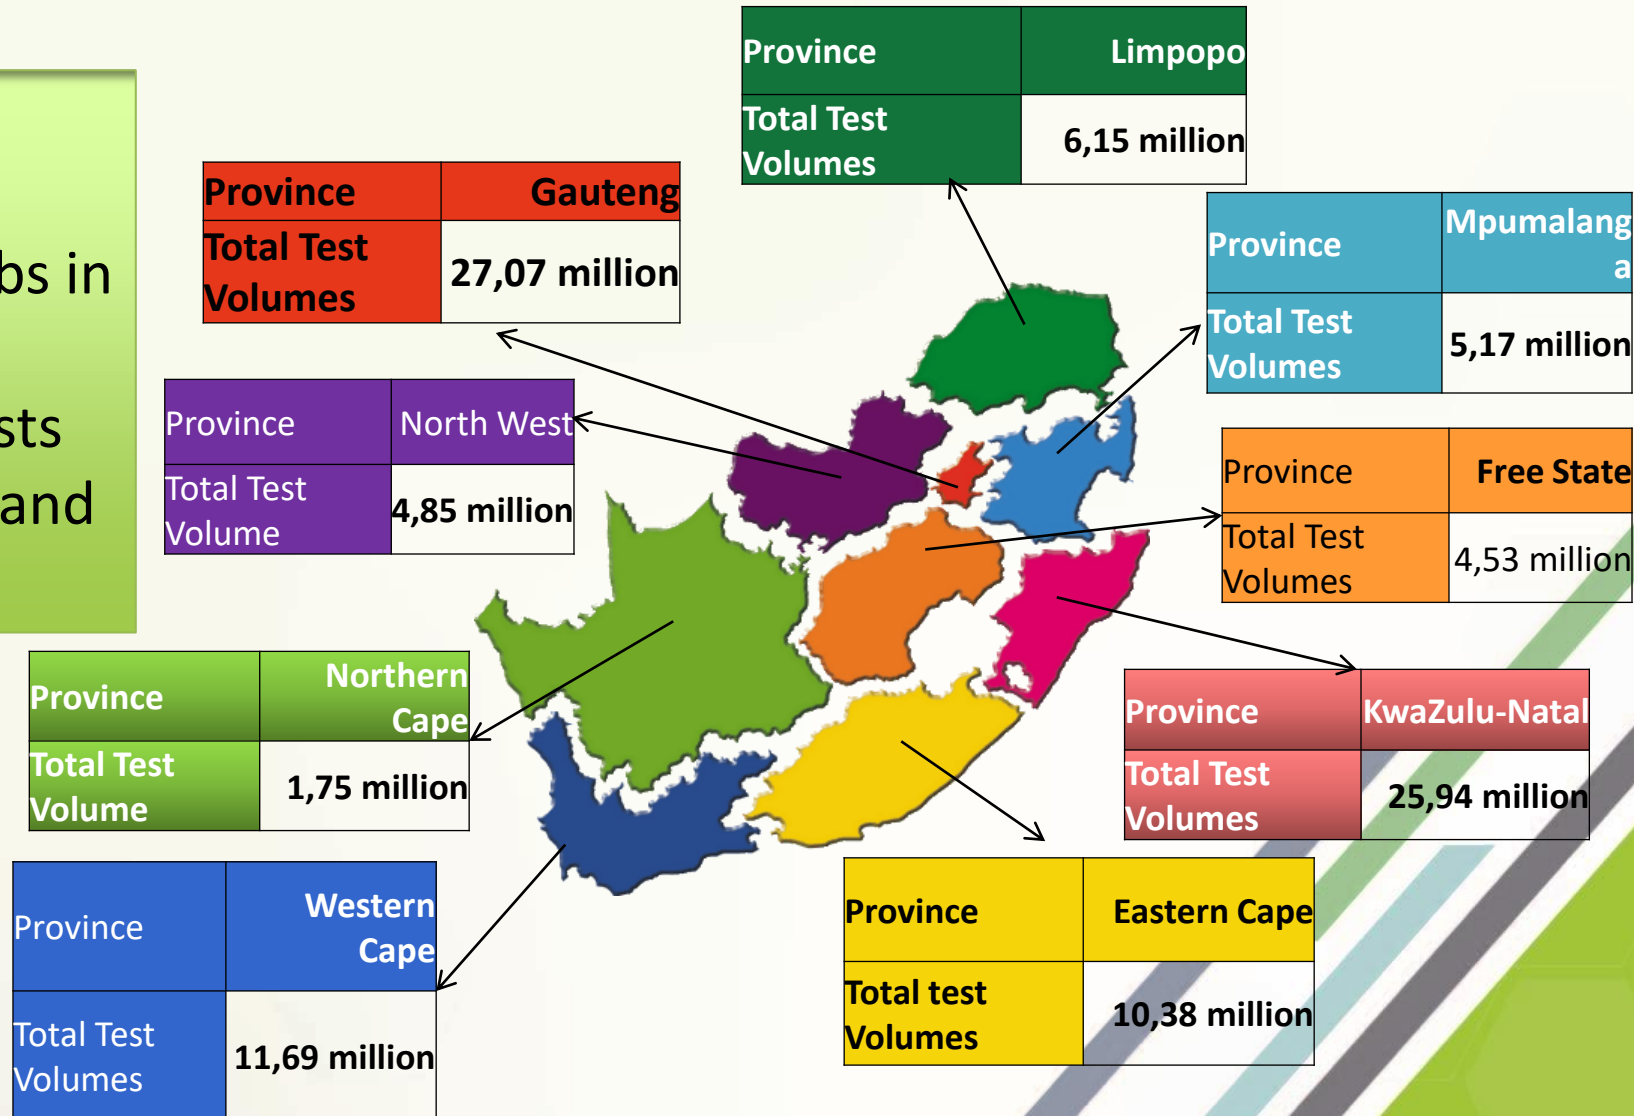 bs in
sts
and
Province Limpopo
Total Test
Volumes 6,15 million
Province Gauteng
Total Test
Volumes 27,07 million
Province Mpumalang
a
Total Test
Volumes 5,17 million
Province North West
Total Test
Volume 4,85 million
Province Free State
Total Test
Volumes 4,53 million
Province Northern
Cape
Total Test
Volume 1,75 million
Province KwaZulu-Natal
Total Test
Volumes 25,94 million
Province Western
Cape
Total Test
Volumes 11,69 million
Province Eastern Cape
Total test
Volumes 10,38 million